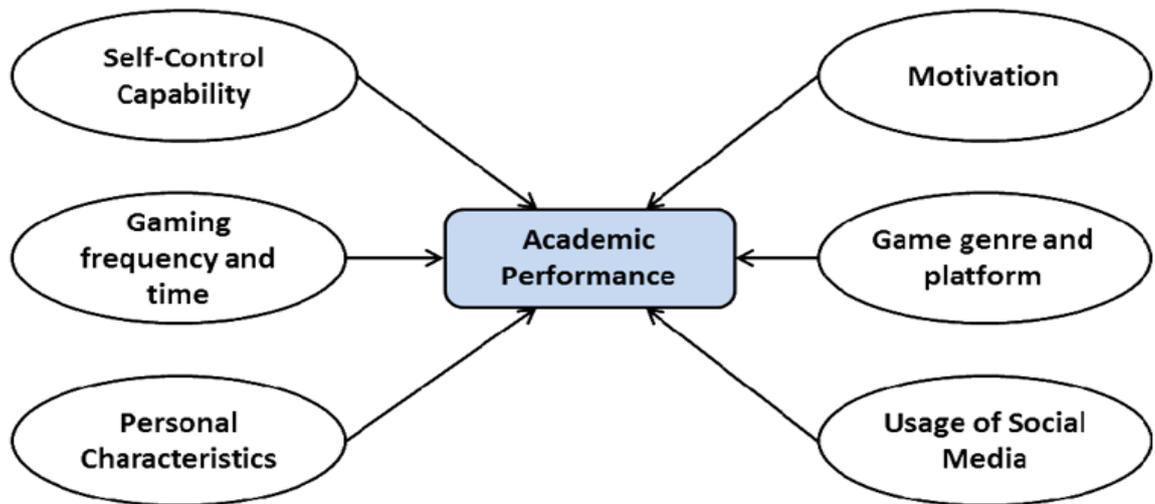 Self-Control
Capability
Motivation
Gaming
frequency and
time
Academic
Performance
Game genre and
platform
Personal
Characteristics
Usage of Social
Media